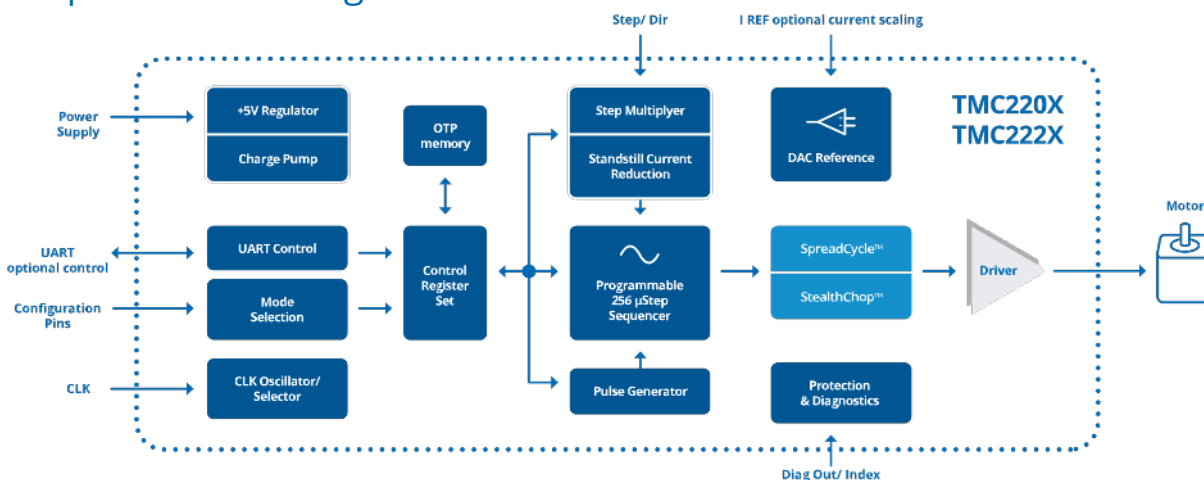 Step/ Dir
I REF optional current scaling
Power
Supply
+5V Regulator
Charge Pump
OTP
memory
Step Multiplyer
Standstill Current
Reduction
DAC Reference
TMC220X
TMC222X
Motor
UART
optional control
UART Control
Control
Register
Set
Programmable
256 µStep
Sequencer
SpreadCycle™
StealthChop™
Driver
Configuration
Pins
Mode
Selection
CLK
CLK Oscillator/
Selector
Pulse Generator
Protection
& Diagnostics
Diag Out/ Index